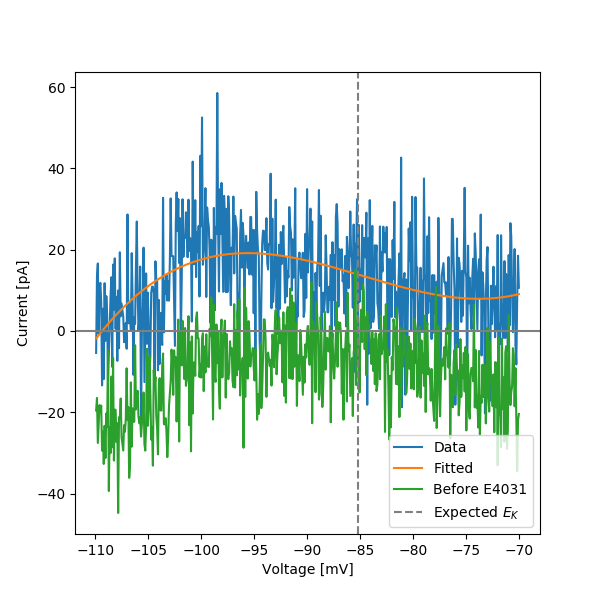 60
40
20
0
−20
−40
Current [pA]
−110
−105
−100
−95
−90
−85
−80
−75
−70
Voltage [mV]
Data
Fitted
Before E4031
Expected E_K